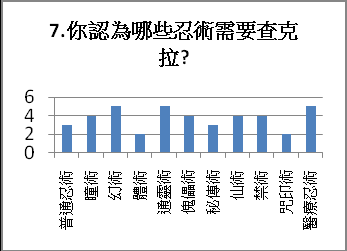 7.你認為哪些忍術需要查克
拉?
6
4
2
0
普通忍術
瞳術
幻術
體術
通靈術
傀儡術
秘傳術
仙術
禁術
咒印術
醫療忍術